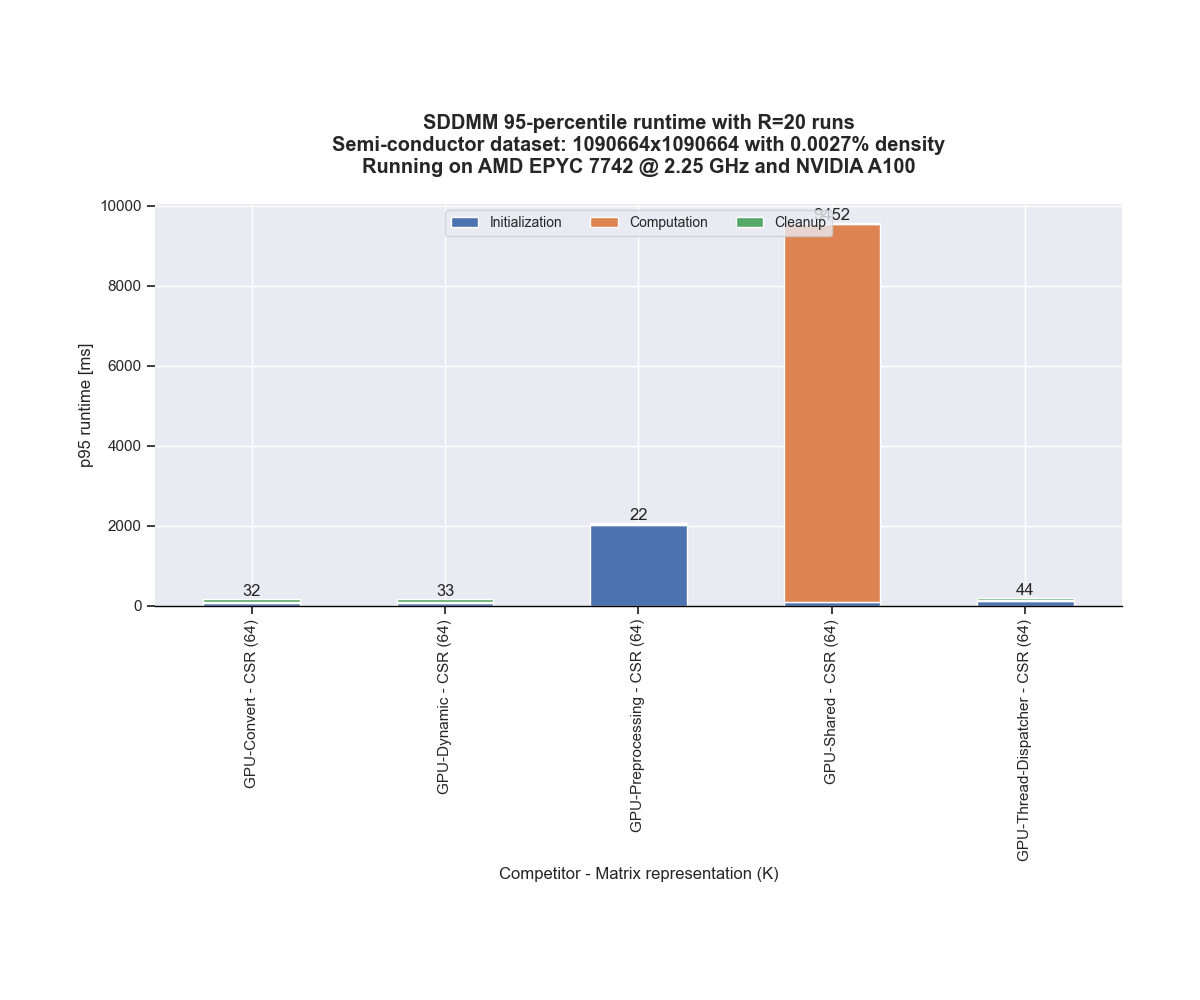 SDDMM 95-percentile runtime with R=20 runs
Semi-conductor dataset: 1090664x1090664 with 0.0027% density
Running on AMD EPYC 7742 @ 2.25 GHz and NVIDIA A100
Initialization
Computation
Cleanup
9452
22
32
33
44
10000
8000
6000
4000
2000
0
p95 runtime [ms]
GPU-Convert - CSR (64)
GPU-Dynamic - CSR (64)
GPU-Preprocessing - CSR (64)
GPU-Shared - CSR (64)
GPU-Thread-Dispatcher - CSR (64)
Competitor - Matrix representation (K)